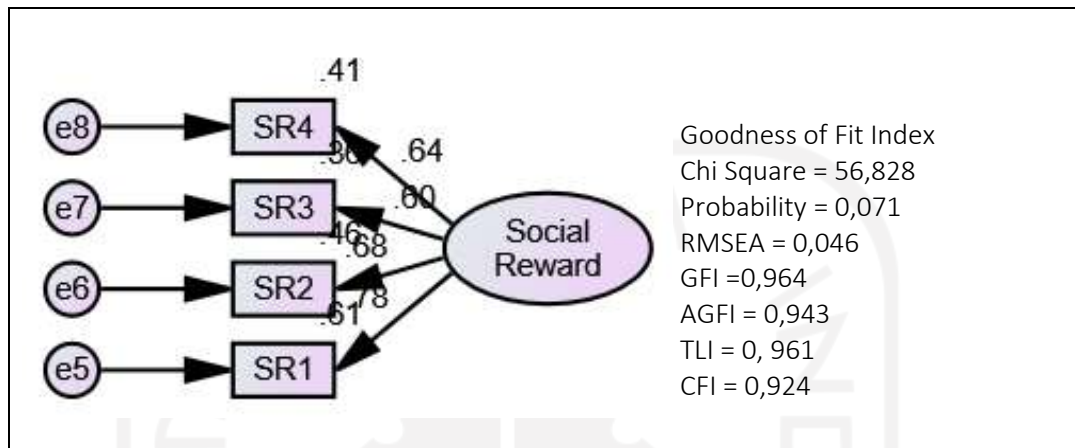 .41
e8
SR4
.64
.36
e7
SR3
.60
.46
.68
e6
SR2
.78
.61
e5
SR1
Social
Reward
Goodness of Fit Index
Chi Square = 56,828
Probability = 0,071
RMSEA = 0,046
GFI =0,964
AGFI = 0,943
TLI = 0, 961
CFI = 0,924